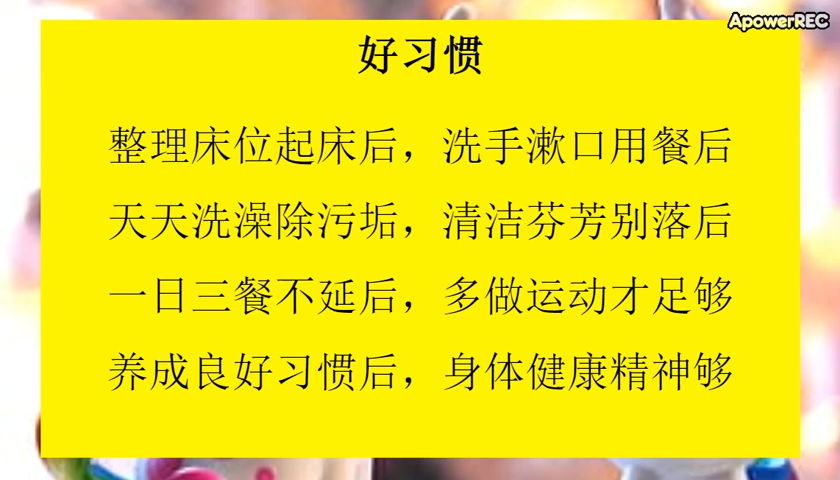 ApowerREC
好习惯
整理床位起床后，洗手漱口用餐后
天天洗澡除污垢，清洁芬芳别落后
一日三餐不延后，多做运动才足够
养成良好习惯后，身体健康精神够